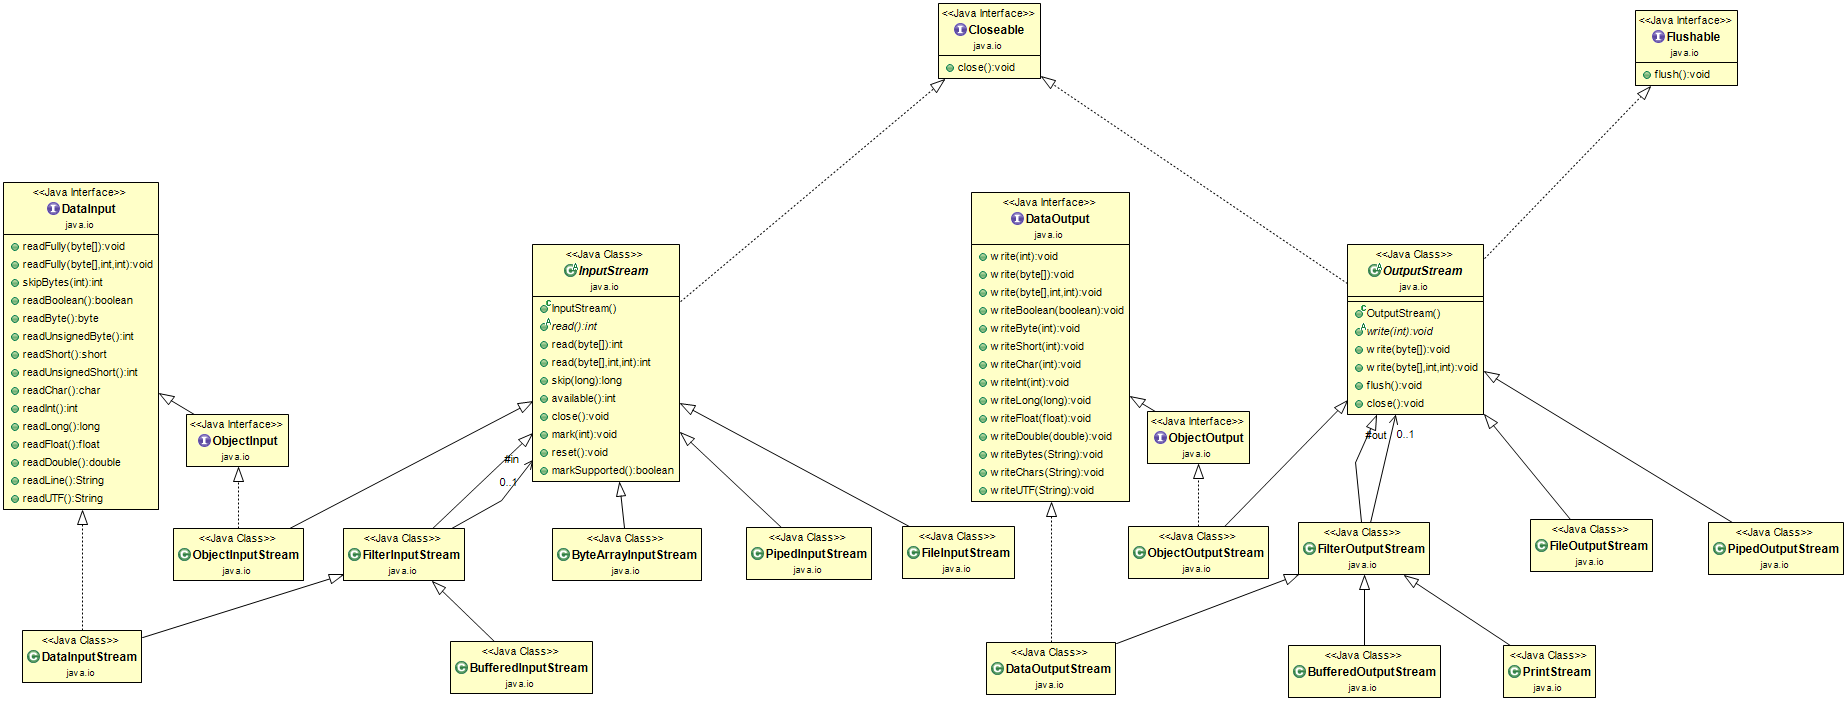 <<Java Interface>>
Closeable
java.io
close():void
<<Java Interface>>
Flushable
java.io
flush():void
<<Java Interface>>
DataInput
java.io
readFully(byte[]):void
readFully(byte[],int,int):void
skipBytes(int):int
readBoolean():boolean
readByte():byte
readUnsignedByte():int
readShort():short
readUnsignedShort():int
readChar():char
readInt():int
readLong():long
readFloat():float
readDouble():double
readLine():String
readUTF():String
<<Java Interface>>
ObjectInput
java.io
<<Java Class>>
InputStream
java.io
InputStream()
read():int
read(byte[]):int
read(byte[],int,int):int
skip(long):long
available():int
close():void
mark(int):void
reset():void
markSupported():boolean
#in
0..1
<<Java Interface>>
DataOutput
java.io
write(int):void
write(byte[]):void
write(byte[],int,int):void
writeBoolean(boolean):void
writeByte(int):void
writeShort(int):void
writeChar(int):void
writeInt(int):void
writeLong(long):void
writeFloat(float):void
writeDouble(double):void
writeBytes(String):void
writeChars(String):void
writeUTF(String):void
<<Java Interface>>
ObjectOutput
java.io
<<Java Class>>
OutputStream
java.io
OutputStream()
write(int):void
write(byte[]):void
write(byte[],int,int):void
flush():void
close():void
#out
0..1
<<Java Class>>
ObjectInputStream
java.io
<<Java Class>>
FilterInputStream
java.io
<<Java Class>>
ByteArrayInputStream
java.io
<<Java Class>>
PipedInputStream
java.io
<<Java Class>>
FileInputStream
java.io
<<Java Class>>
ObjectOutputStream
java.io
<<Java Class>>
FilterOutputStream
java.io
<<Java Class>>
FileOutputStream
java.io
<<Java Class>>
PipedOutputStream
java.io
<<Java Class>>
DataInputStream
java.io
<<Java Class>>
BufferedInputStream
java.io
<<Java Class>>
DataOutputStream
java.io
<<Java Class>>
BufferedOutputStream
java.io
<<Java Class>>
PrintStream
java.io